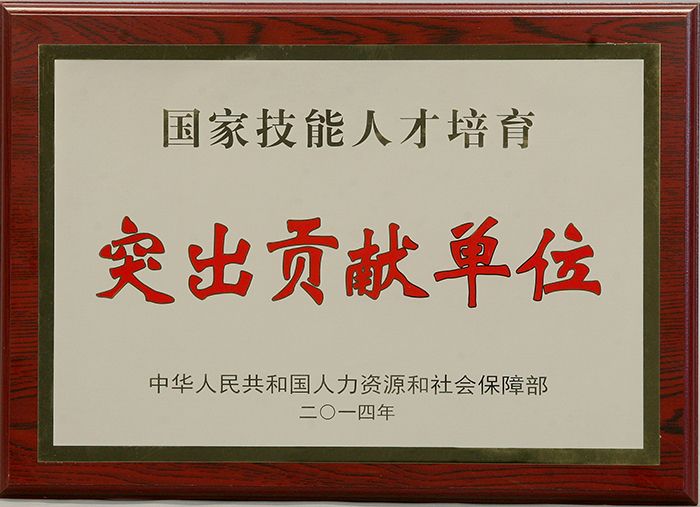 国家技能人才培育
突出贡献单位
中华人民共和国人力资源和社会保障部
二〇一四年